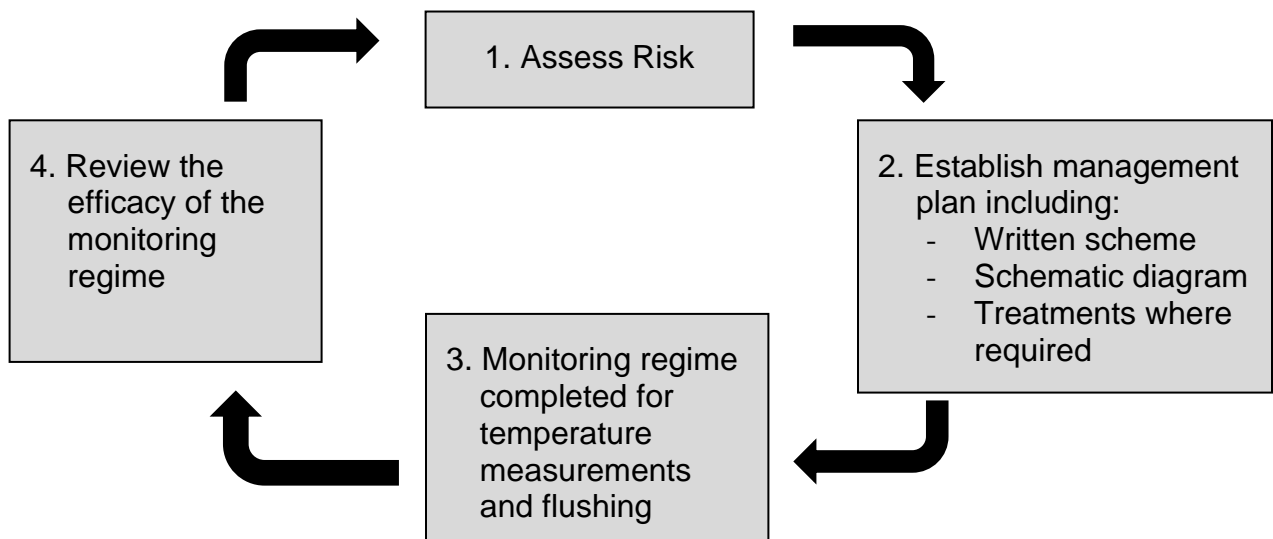 1. Assess Risk
2. Establish management
plan including:
- Written scheme
- Schematic diagram
- Treatments where
required
3. Monitoring regime
completed for
temperature
measurements
and flushing
4. Review the
efficacy of the
monitoring
regime